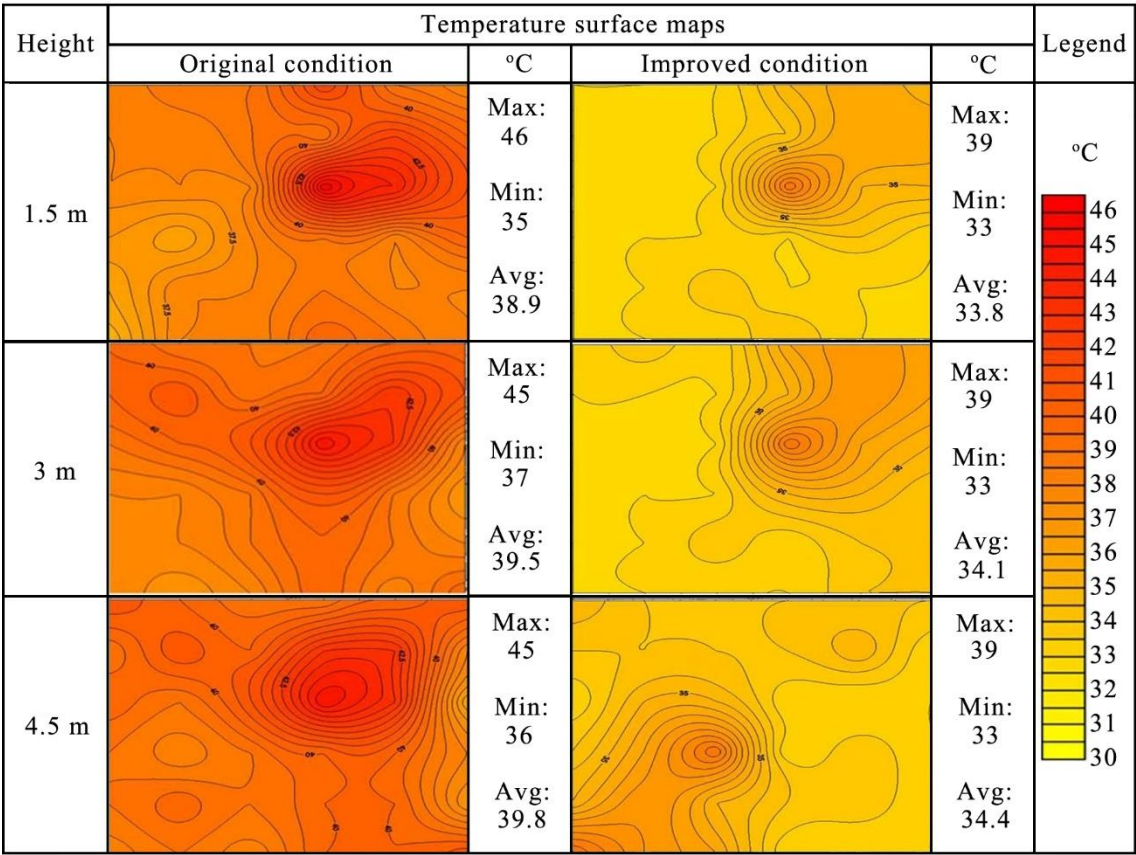 Height
Temperature surface maps
Legend
Original condition
°C
Improved condition
°C
1.5 m
Max:
46
Min:
35
Avg:
38.9
Max:
39
Min:
33
Avg:
33.8
3 m
Max:
45
Min:
37
Avg:
39.5
Max:
39
Min:
33
Avg:
34.1
4.5 m
Max:
45
Min:
36
Avg:
39.8
Max:
39
Min:
33
Avg:
34.4
°C
46
45
44
43
42
41
40
39
38
37
36
35
34
33
32
31
30